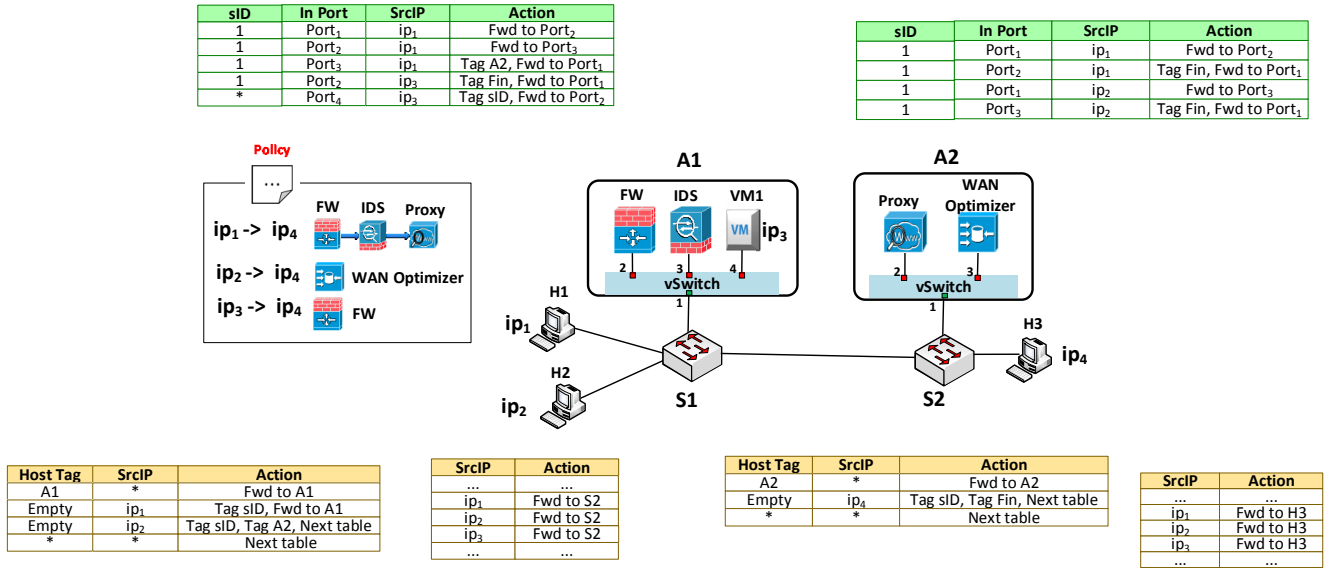 sID In Port SrcIP Action
1 Port₁ ip₁ Fwd to Port₂
1 Port₂ ip₁ Fwd to Port₃
1 Port₃ ip₁ Tag A2, Fwd to Port₁
1 Port₂ ip₃ Tag Fin, Fwd to Port₁
* Port₄ ip₃ Tag sID, Fwd to Port₂
sID In Port SrcIP Action
1 Port₁ ip₁ Fwd to Port₂
1 Port₂ ip₁ Tag Fin, Fwd to Port₁
1 Port₁ ip₂ Fwd to Port₃
1 Port₃ ip₂ Tag Fin, Fwd to Port₁
Policy
...
FW IDS Proxy
ip₁ -> ip₄
ip₂ -> ip₄ WAN Optimizer
ip₃ -> ip₄ FW
A1
FW IDS VM1
VM ip₃
2 3 4
vSwitch
1
A2
WAN
Proxy Optimizer
2 3
vSwitch
1
H1
ip₁
H2
ip₂
S1
S2
H3
ip₄
Host Tag SrcIP Action
A1 * Fwd to A1
Empty ip₁ Tag sID, Fwd to A1
Empty ip₂ Tag sID, Tag A2, Next table
* * Next table
SrcIP Action
... ...
ip₁ Fwd to S2
ip₂ Fwd to S2
ip₃ Fwd to S2
... ...
Host Tag SrcIP Action
A2 * Fwd to A2
Empty ip₄ Tag sID, Tag Fin, Next table
* * Next table
SrcIP Action
... ...
ip₁ Fwd to H3
ip₂ Fwd to H3
ip₃ Fwd to H3
... ...